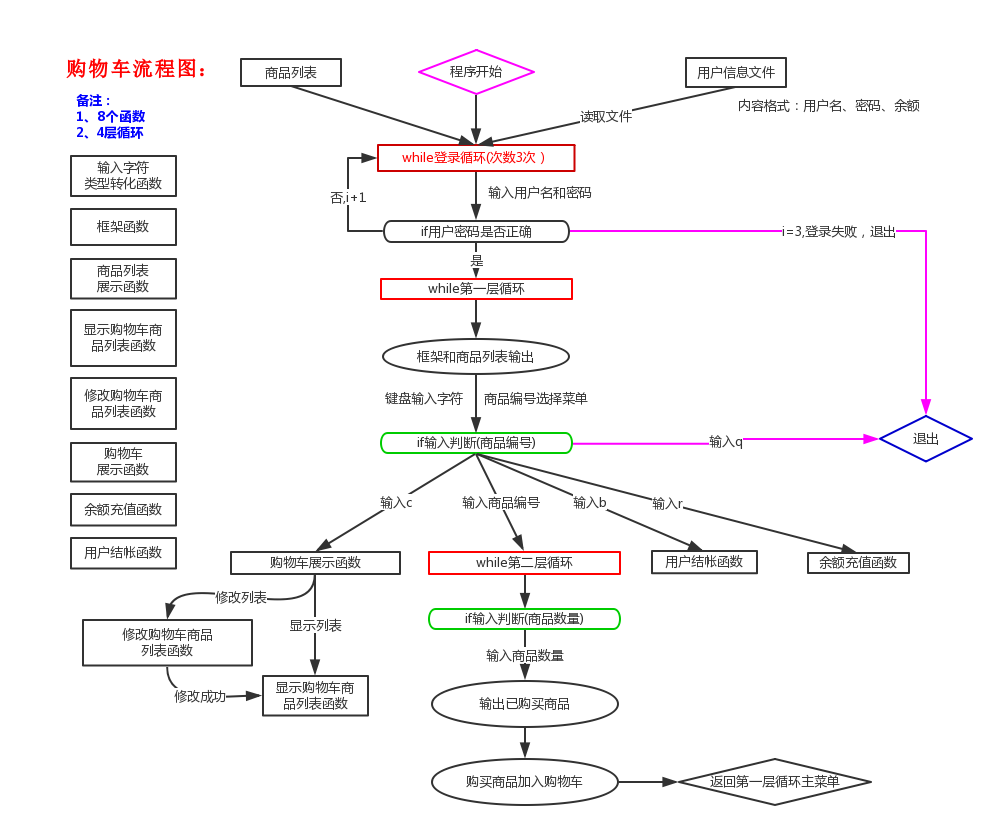 购物车流程图：
备注：
1、8个函数
2、4层循环
输入字符
类型转化函数
框架函数
商品列表
展示函数
显示购物车商
品列表函数
修改购物车商
品列表函数
购物车
展示函数
余额充值函数
用户结帐函数
商品列表
程序开始
用户信息文件
内容格式：用户名、密码、余额
读取文件
while登录循环(次数3次）
否,i+1
输入用户名和密码
if用户密码是否正确
i=3,登录失败，退出
是
while第一层循环
框架和商品列表输出
键盘输入字符
商品编号选择菜单
if输入判断(商品编号)
输入q
退出
输入c
输入商品编号
输入b
输入r
购物车展示函数
while第二层循环
用户结帐函数
余额充值函数
修改列表
显示列表
修改购物车商品
列表函数
修改成功
显示购物车商
品列表函数
if输入判断(商品数量)
输入商品数量
输出已购买商品
购买商品加入购物车
返回第一层循环主菜单